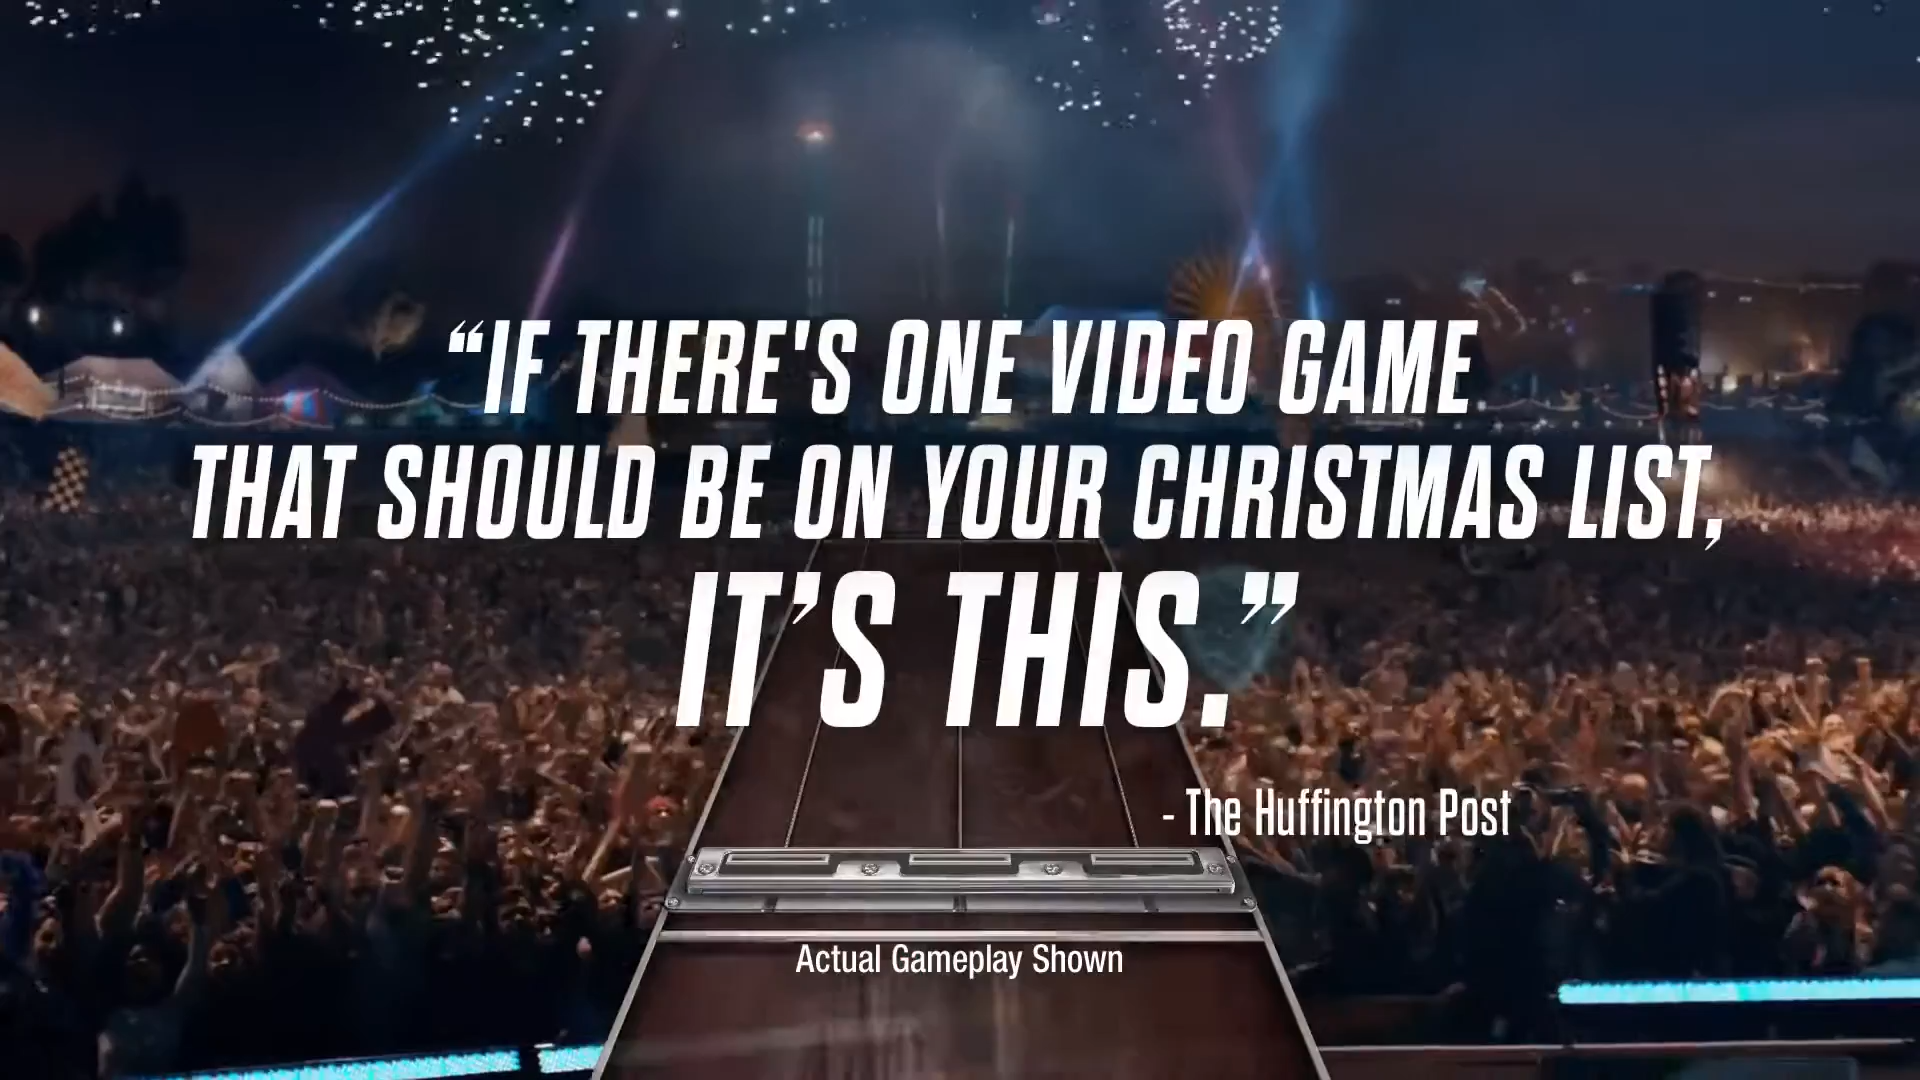 “IF THERE'S ONE VIDEO GAME
THAT SHOULD BE ON YOUR CHRISTMAS LIST,
IT’S THIS.”
- The Huffington Post
Actual Gameplay Shown